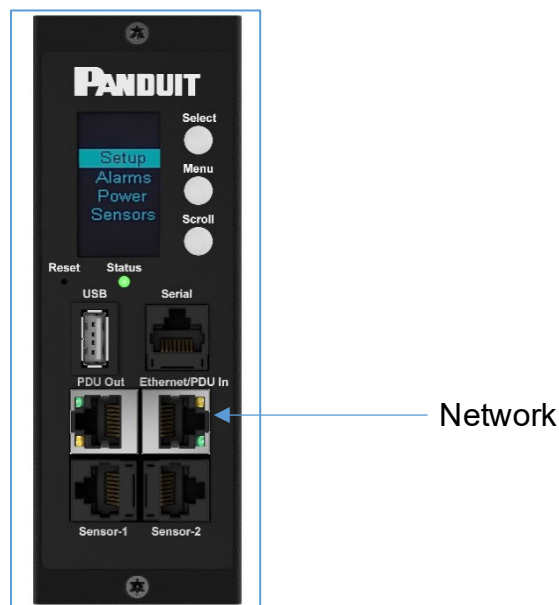 PANDUIT
Select
Setup
Alarms
Menu
Power
Sensors
Scroll
Reset Status
USB Serial
PDU Out Ethernet/PDU In
Network
Sensor-1 Sensor-2